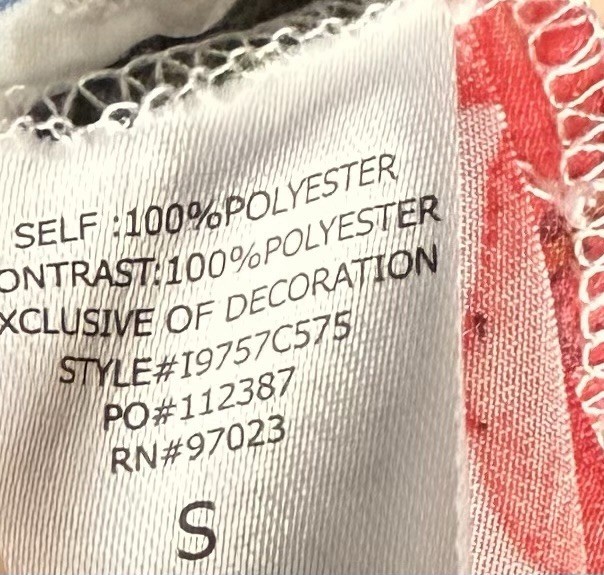 SELF :100%POLYESTER
ONTRAST:100%POLYESTER
XCLUSIVE OF DECORATION
STYLE#I9757C575
PO#112387
RN#97023
S